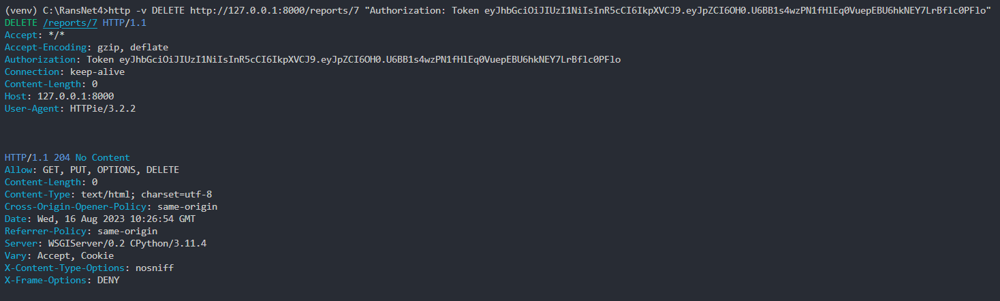 (venv) C:\RansNet4>http -v DELETE http://127.0.0.1:8000/reports/7 "Authorization: Token eyJhbGciOiJIUzI1NiIsInR5cCI6IkpXVCJ9.eyJpZCI6OH0.U6BB1s4wzPN1fHlEq0VuepEBU6hkNEY7LrBflc0PFlo"
DELETE /reports/7 HTTP/1.1
Accept: */*
Accept-Encoding: gzip, deflate
Authorization: Token eyJhbGciOiJIUzI1NiIsInR5cCI6IkpXVCJ9.eyJpZCI6OH0.U6BB1s4wzPN1fHlEq0VuepEBU6hkNEY7LrBflc0PFlo
Connection: keep-alive
Content-Length: 0
Host: 127.0.0.1:8000
User-Agent: HTTPie/3.2.2
HTTP/1.1 204 No Content
Allow: GET, PUT, OPTIONS, DELETE
Content-Length: 0
Content-Type: text/html; charset=utf-8
Cross-Origin-Opener-Policy: same-origin
Date: Wed, 16 Aug 2023 10:26:54 GMT
Referrer-Policy: same-origin
Server: WSGIServer/0.2 CPython/3.11.4
Vary: Accept, Cookie
X-Content-Type-Options: nosniff
X-Frame-Options: DENY